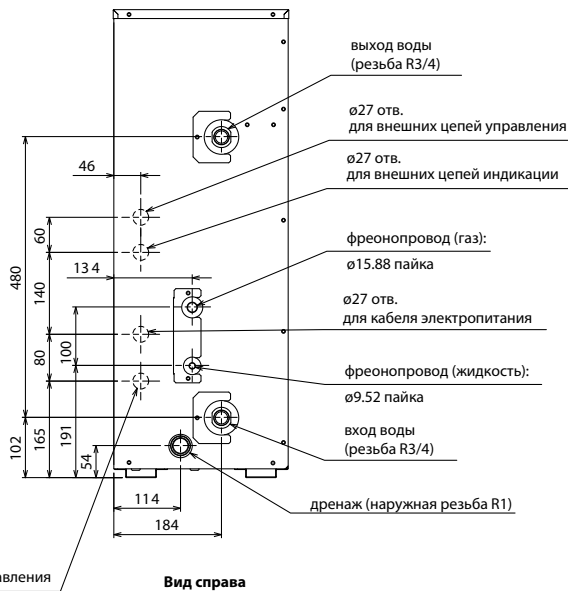 выход воды
(резьба R3/4)
ø27 отв.
для внешних цепей управления
46
ø27 отв.
для внешних цепей индикации
60
фреонопровод (газ):
134
ø15.88 пайка
480
140
ø27 отв.
для кабеля электропитания
100
80
фреонопровод (жидкость):
ø9.52 пайка
102
165
191
54
вход воды
(резьба R3/4)
114
дренаж (наружная резьба R1)
184
авления
Вид справа